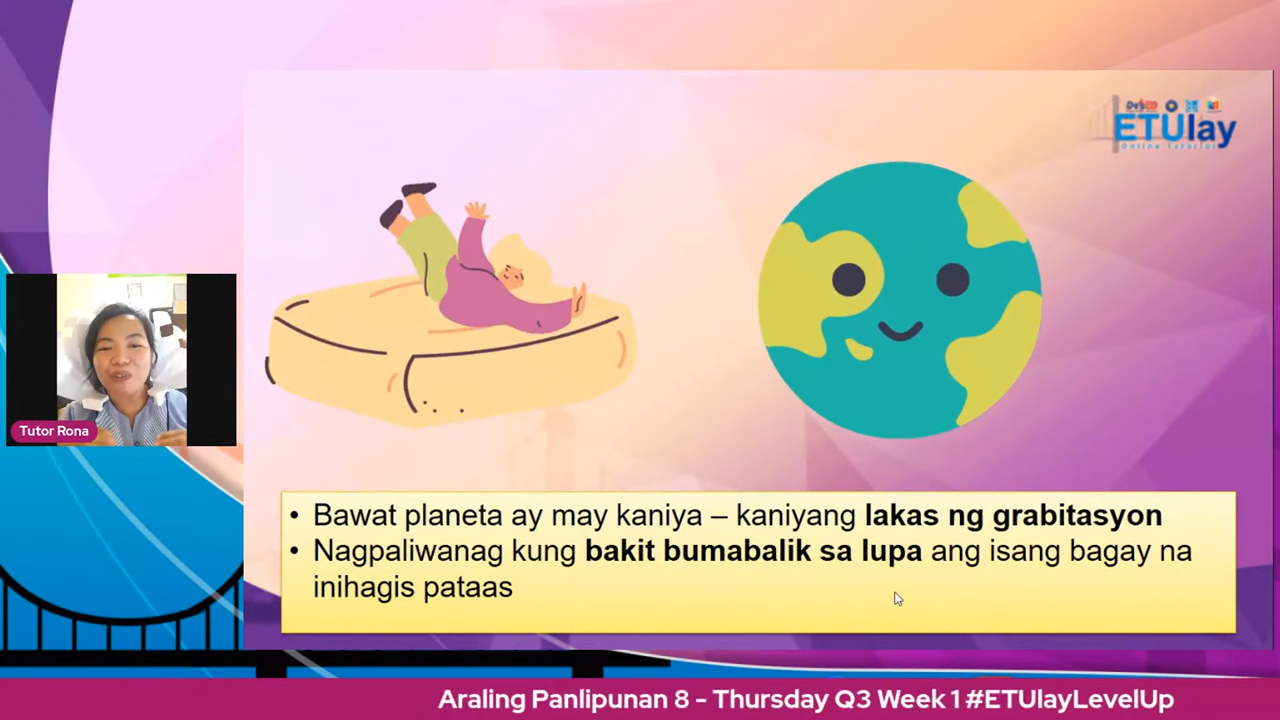 DepED
ETUlay
Online Tutorial
Tutor Rona
• Bawat planeta ay may kaniya – kaniyang lakas ng grabitasyon
• Nagpaliwanag kung bakit bumabalik sa lupa ang isang bagay na
inihagis pataas
Araling Panlipunan 8 - Thursday Q3 Week 1 #ETUlayLevelUp